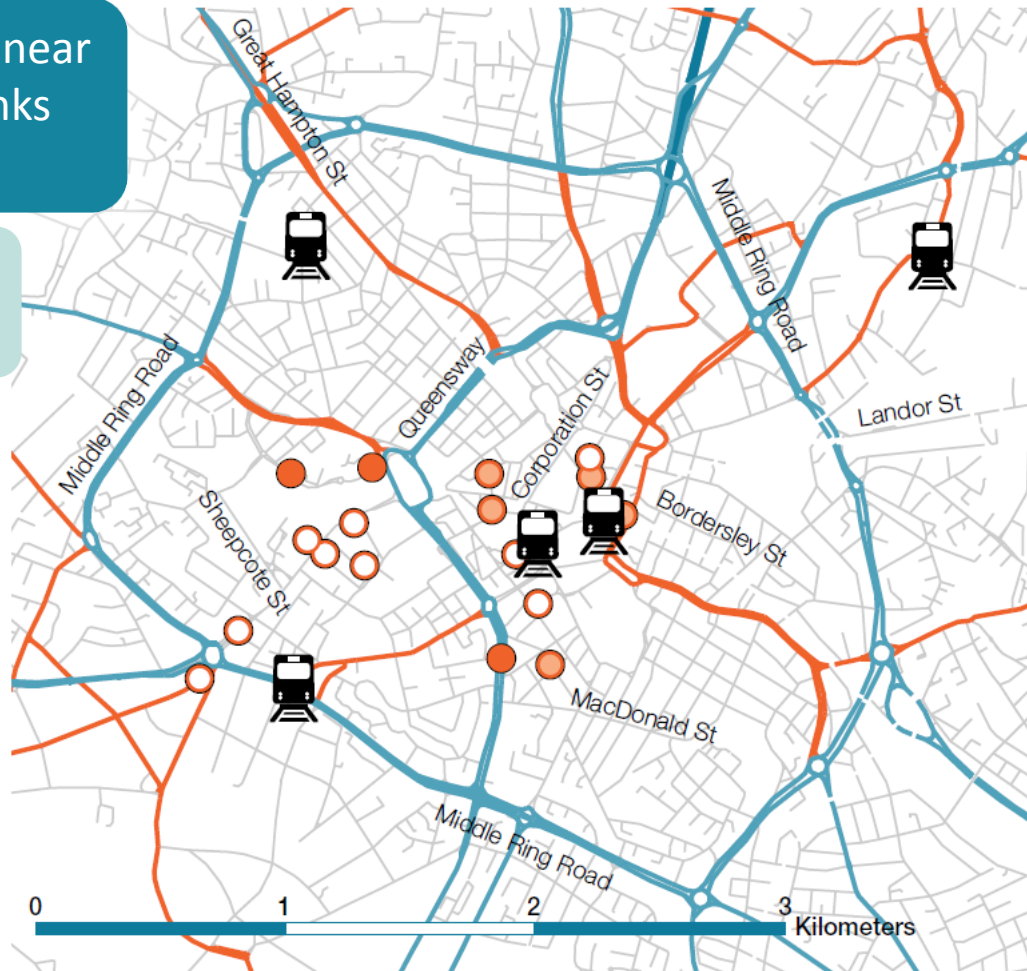 near
nks
Great Hampton St
Middle Ring Road
Middle Ring Road
Queensway
Corporation St
Landor St
Sheepcote St
Bordersley St
MacDonald St
Middle Ring Road
0 1 2 3
Kilometers